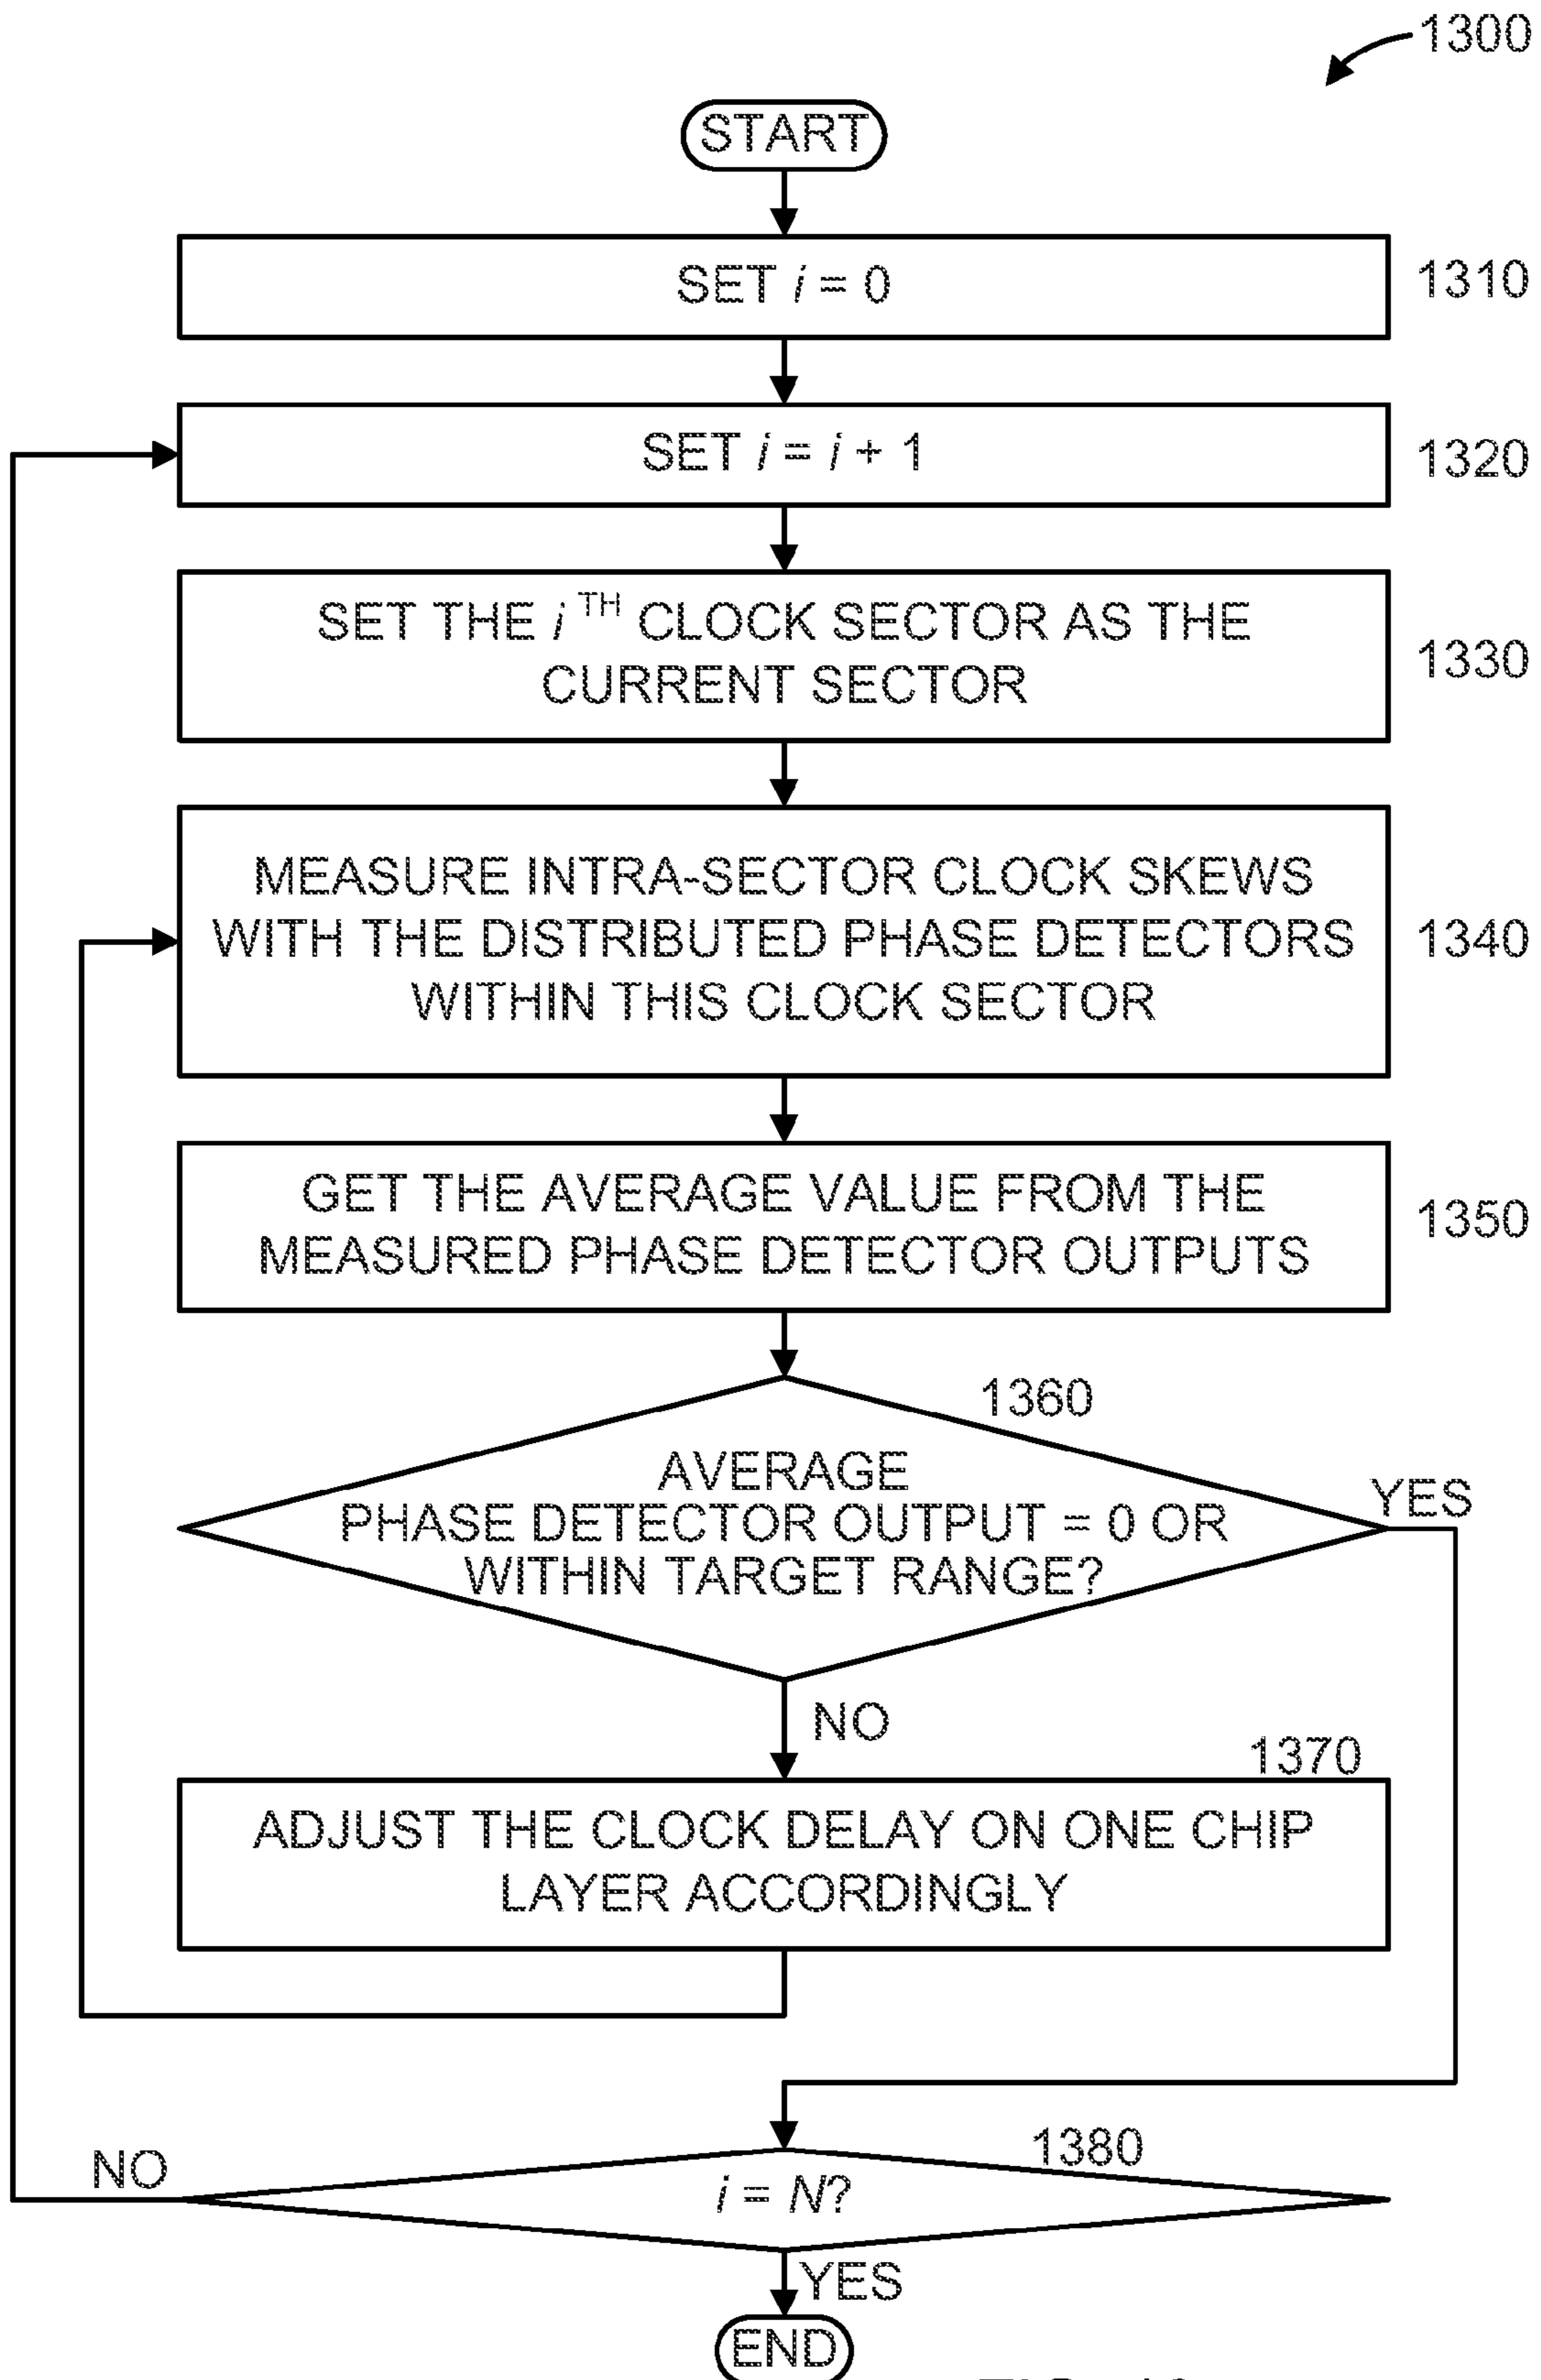 1300
START
SET i = 0
1310
SET i = i + 1
1320
SET THE i TH CLOCK SECTOR AS THE
CURRENT SECTOR
1330
MEASURE INTRA-SECTOR CLOCK SKEWS
WITH THE DISTRIBUTED PHASE DETECTORS
WITHIN THIS CLOCK SECTOR
1340
GET THE AVERAGE VALUE FROM THE
MEASURED PHASE DETECTOR OUTPUTS
1350
1360
AVERAGE
PHASE DETECTOR OUTPUT = 0 OR
WITHIN TARGET RANGE?
YES
NO
1370
ADJUST THE CLOCK DELAY ON ONE CHIP
LAYER ACCORDINGLY
1380
NO
i = N?
YES
END